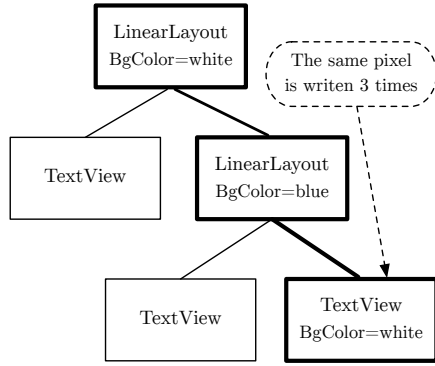 LinearLayout
BgColor=white
The same pixel
is writen 3 times
TextView
LinearLayout
BgColor=blue
TextView
TextView
BgColor=white